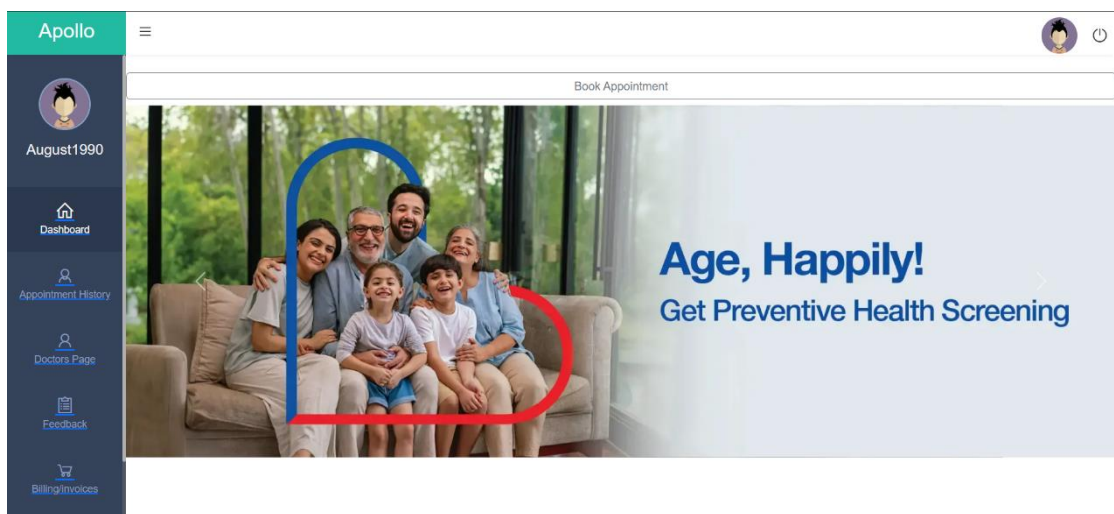 Apollo
August1990
Dashboard
Appointment History
Doctors Page
Feedback
Billing/Invoices
Book Appointment
Age, Happily!
Get Preventive Health Screening